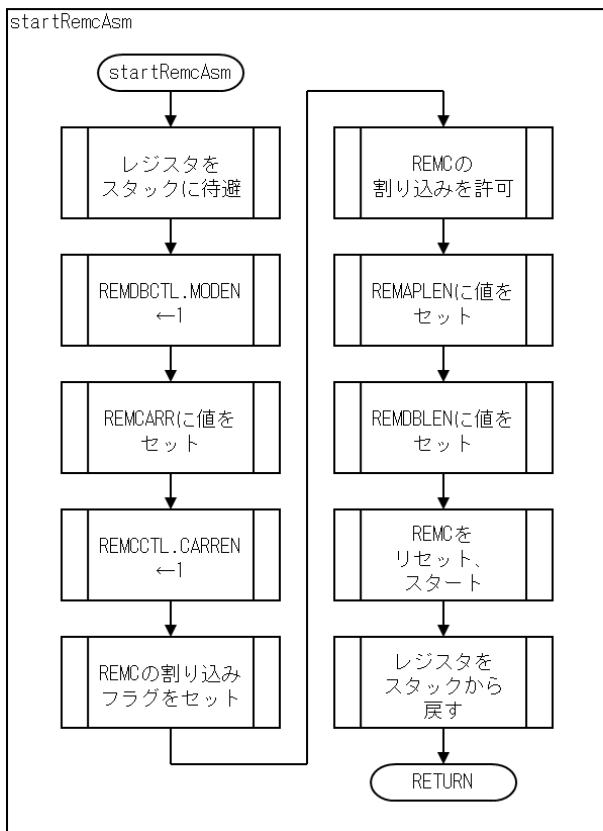 startRemcAsm
startRemcAsm
レジスタを
スタックに待避
REMDBCTL.MODEN
←1
REMCARRに値を
セット
REMCCTL.CARREN
←1
REMCの割り込み
フラグをセット
REMCの
割り込みを許可
REMAPLENに値を
セット
REMDBLENに値を
セット
REMCを
リセット、
スタート
レジスタを
スタックから
戻す
RETURN